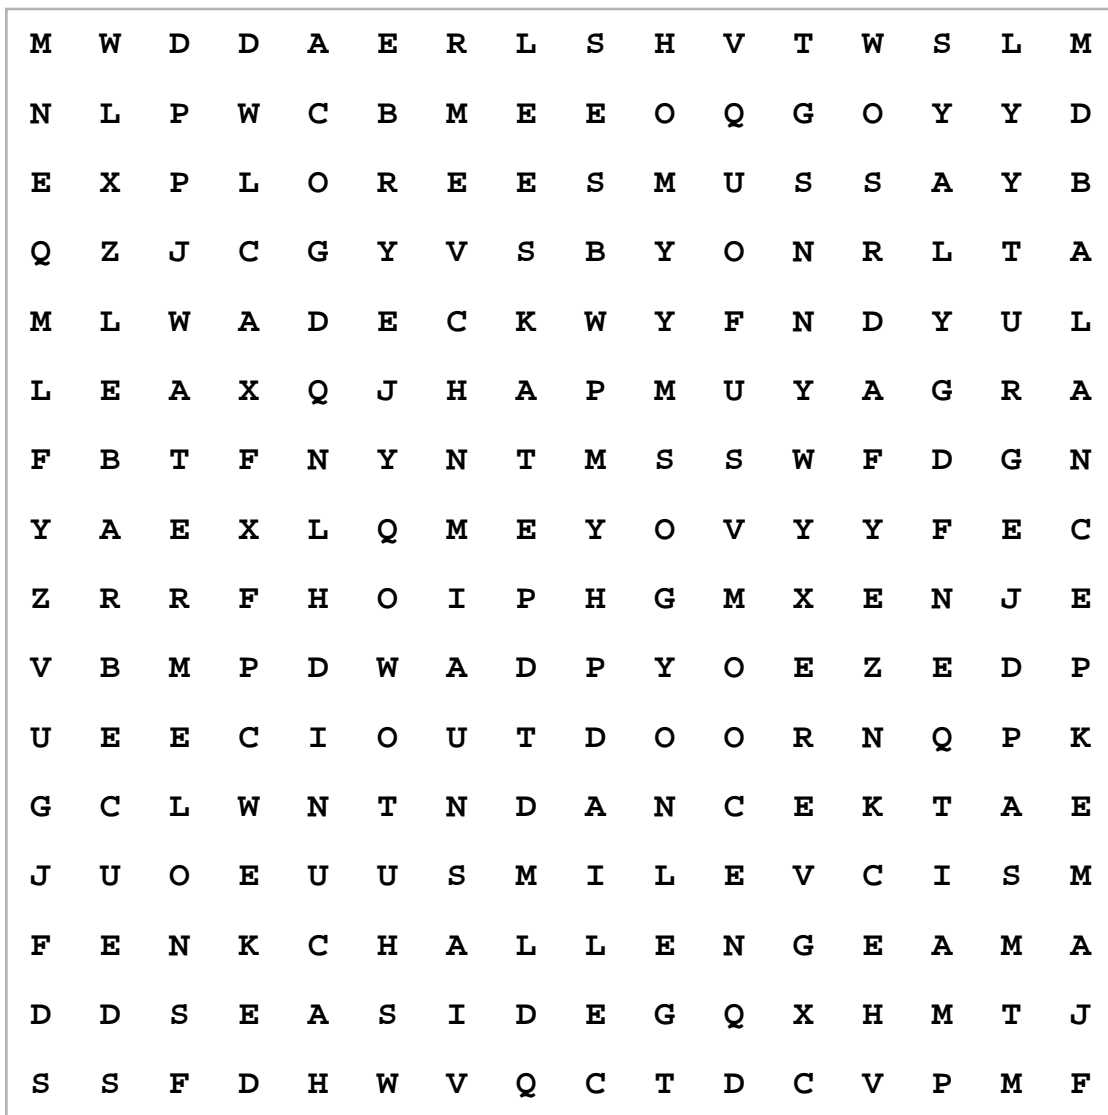 M W D D A E R L S H V T W S L M
N L P W C B M E E O Q G O Y Y D
E X P L O R E E S M U S S A Y B
Q Z J C G Y V S B Y O N R L T A
M L W A D E C K W Y F N D Y U L
L E A X Q J H A P M U Y A G R A
F B T F N Y N T M S S W F D G N
Y A E X L Q M E Y O V Y Y F E C
Z R R F H O I P H G M X E N J E
V B M P D W A D P Y O E Z E D P
U E E C I O U T D O O R N Q P K
G C L W N T N D A N C E K T A E
J U O E U U S M I L E V C I S M
F E N K C H A L L E N G E A M A
D D S E A S I D E G Q X H M T J
S S F D H W V Q C T D C V P M F